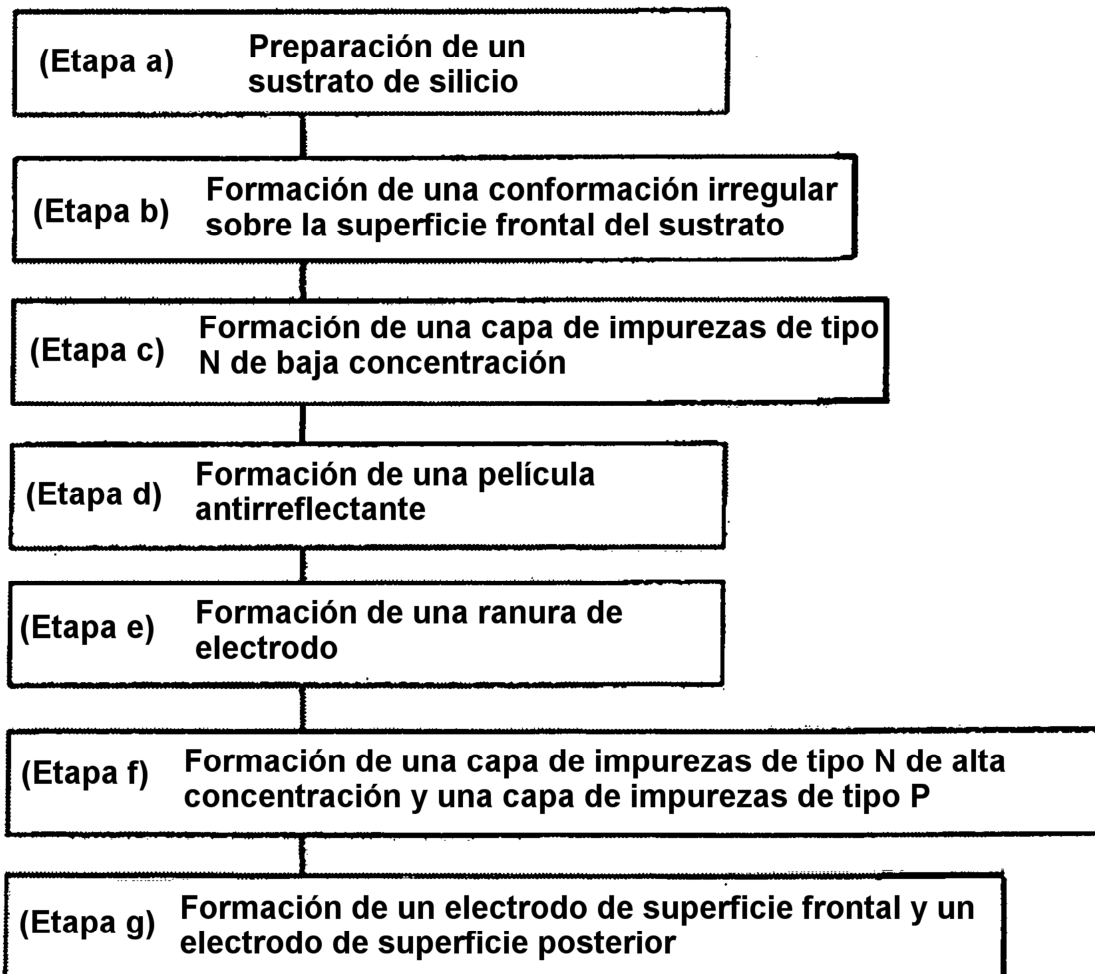 (Etapa a) Preparación de un
sustrato de silicio
(Etapa b) Formación de una conformación irregular
sobre la superficie frontal del sustrato
(Etapa c) Formación de una capa de impurezas de tipo
N de baja concentración
(Etapa d) Formación de una película
antirreflectante
(Etapa e) Formación de una ranura de
electrodo
(Etapa f) Formación de una capa de impurezas de tipo N de alta
concentración y una capa de impurezas de tipo P
(Etapa g) Formación de un electrodo de superficie frontal y un
electrodo de superficie posterior